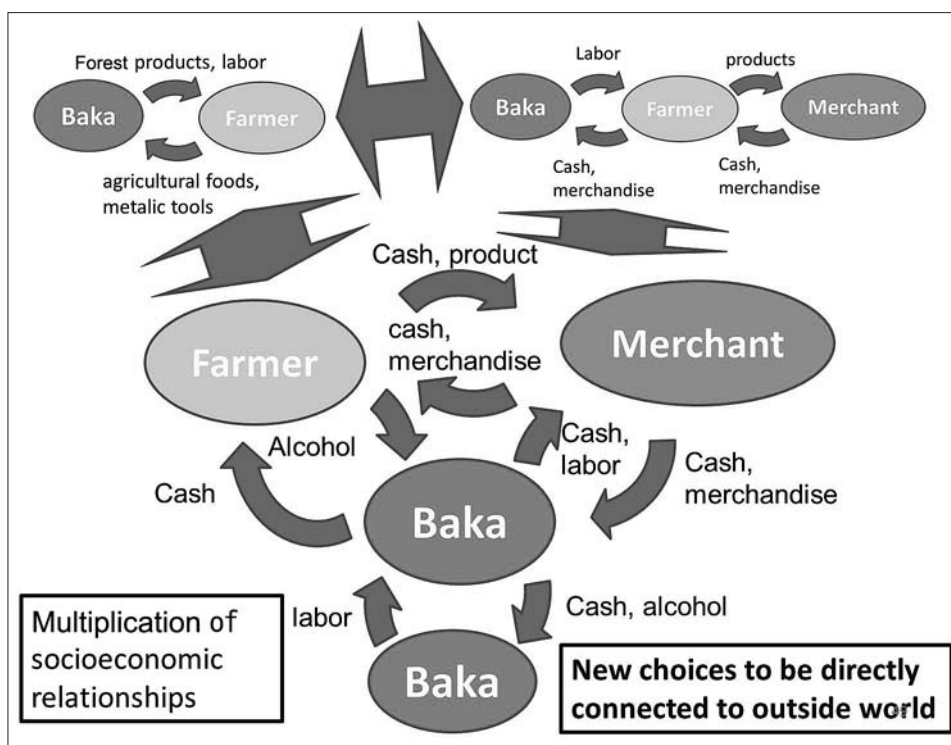 Forest products, labor
Baka
Farmer
agricultural foods,
metalic tools
Labor
products
Baka
Farmer
Merchant
Cash,
merchandise
Cash,
merchandise
Cash, product
cash,
merchandise
Farmer
Merchant
Alcohol
Cash
Cash,
labor
Cash,
merchandise
Baka
labor
Cash, alcohol
Baka
Multiplication of
socioeconomic
relationships
New choices to be directly
connected to outside world